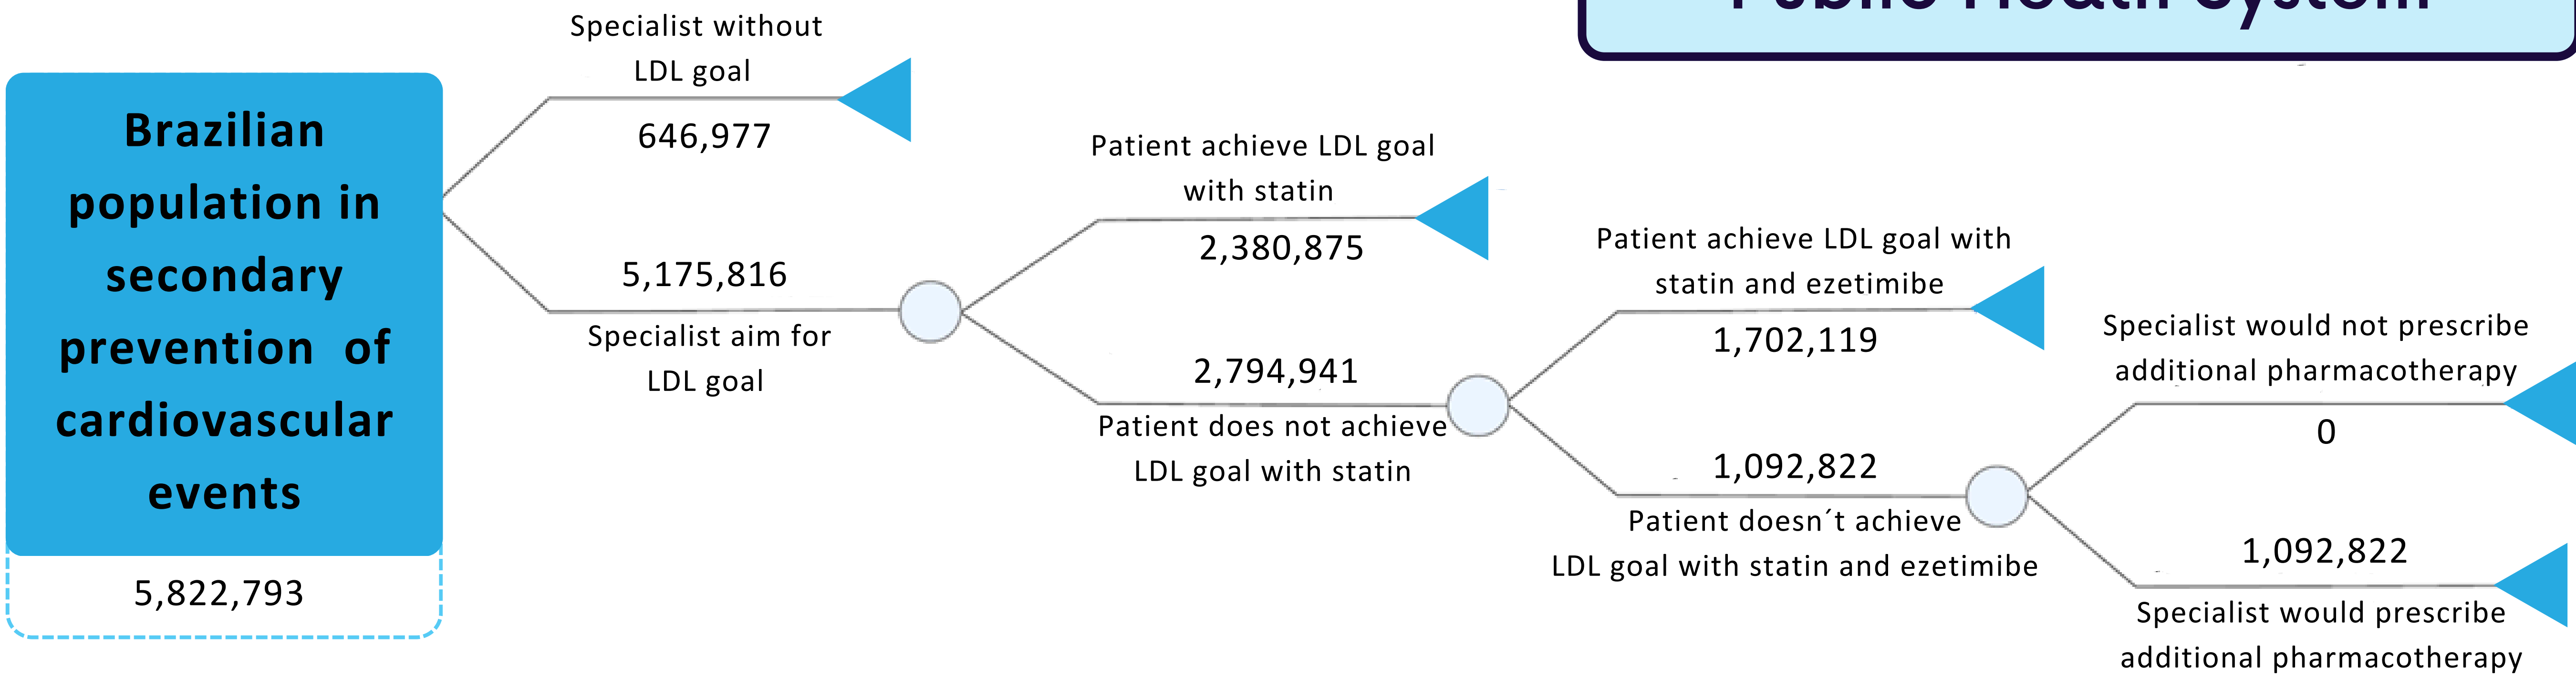 Public Health System
Specialist without
LDL goal
646,977
Brazilian
population in
secondary
prevention of
cardiovascular
events
5,822,793
5,175,816
Specialist aim for
LDL goal
Patient achieve LDL goal
with statin
2,380,875
2,794,941
Patient does not achieve
LDL goal with statin
Patient achieve LDL goal with
statin and ezetimibe
1,702,119
1,092,822
Patient doesn´t achieve
LDL goal with statin and ezetimibe
Specialist would not prescribe
additional pharmacotherapy
0
1,092,822
Specialist would prescribe
additional pharmacotherapy